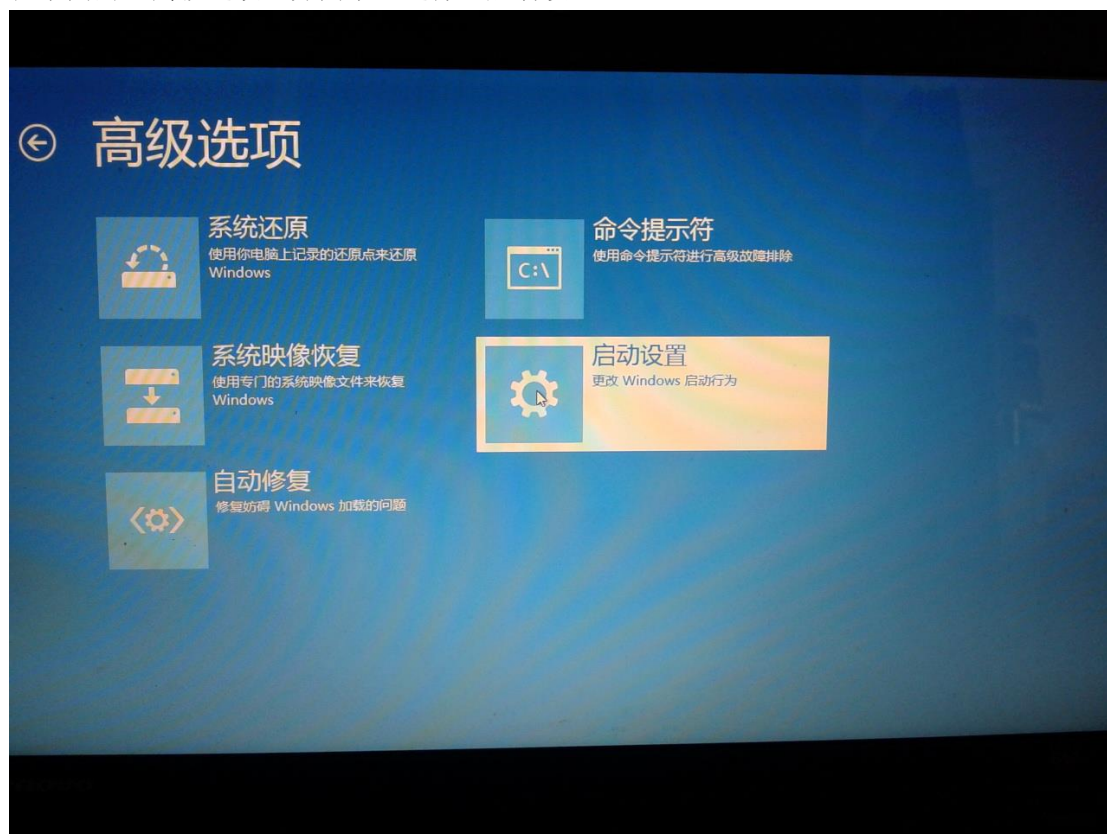 高级选项
系统还原
使用你电脑上记录的还原点来还原
Windows
命令提示符
使用命令提示符进行高级故障排除
C:\
系统映像恢复
使用专门的系统映像文件来恢复
Windows
启动设置
更改 Windows 启动行为
自动修复
修复妨碍 Windows 加载的问题